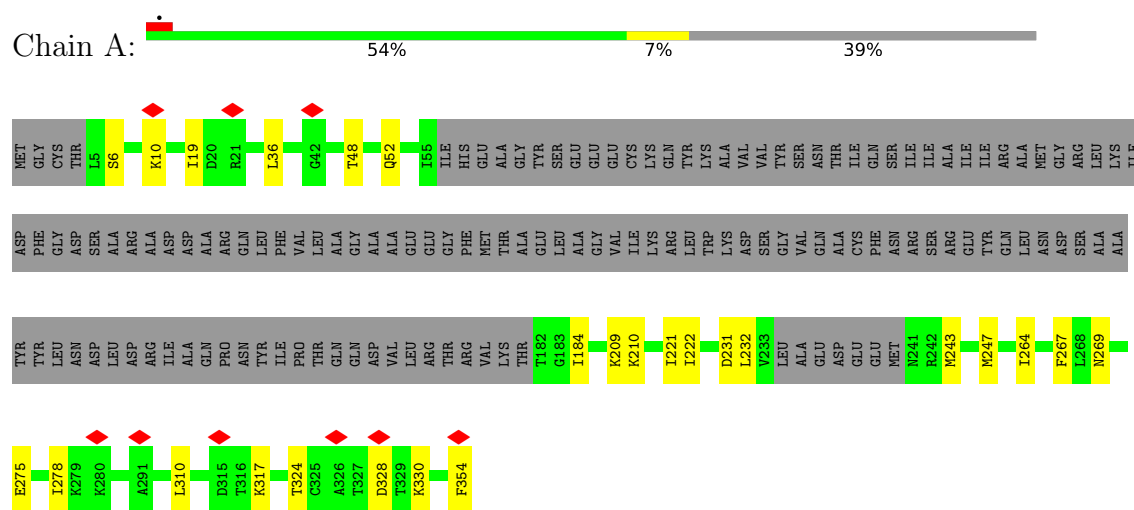 Chain A:
54% 7% 39%
MET GLY CYS THR L5 S6 K10 I19 D20 R21 L36 G42 T48 Q52 I55 ILE HIS GLU ALA GLY TYR SER GLU GLU GLU CYS LYS GLN TYR LYS ALA VAL VAL TYR SER ASN THR ILE GLN SER ILE ILE ALA ILE ILE ARG ALA MET GLY ARG LEU LYS ILE
ASP PHE GLY ASP SER ALA ARG ALA ASP ASP ALA ARG GLN LEU PHE VAL LEU ALA GLY ALA ALA GLU GLU GLY PHE MET THR ALA GLU LEU ALA GLY VAL ILE LYS ARG LEU TRP LYS ASP SER GLY VAL GLN ALA CYS PHE ASN ARG SER ARG GLU TYR GLN LEU ASN ASP SER ALA ALA
TYR TYR LEU ASN ASP LEU ASP ARG ILE ALA GLN PRO ASN TYR ILE PRO THR GLN GLN ASP VAL LEU ARG THR ARG VAL LYS THR T182 G183 I184 K209 K210 I221 I222 D231 L232 V233 LEU ALA GLU ASP GLU GLU MET N241 R242 M243 M247 I264 F267 L268 N269
E275 I278 K279 K280 A291 L310 D315 T316 K317 T324 C325 A326 T327 D328 T329 K330 F354